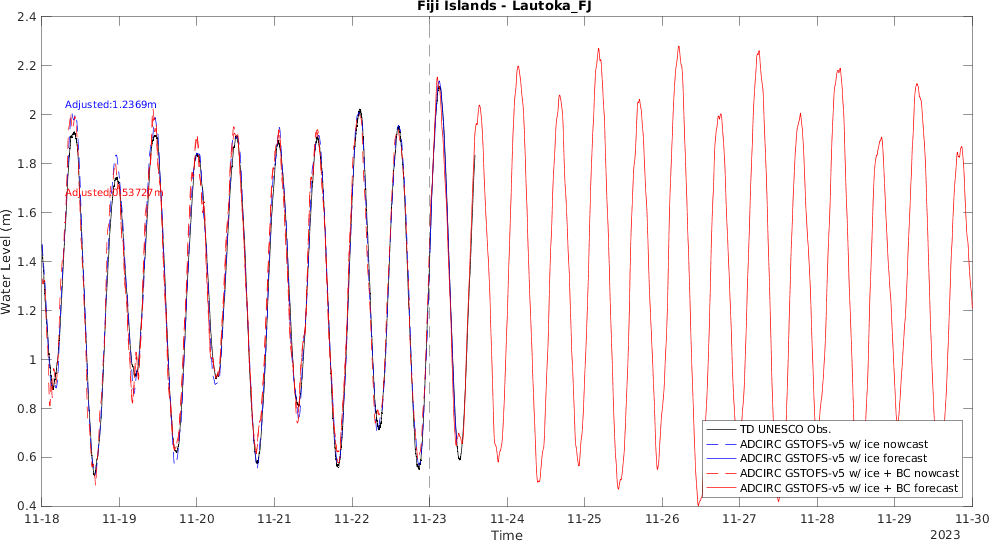 Fiji Islands - Lautoka_FJ
2.4
2.2
2
1.8
1.6
1.4
1.2
1
0.8
0.6
0.4
Water Level (m)
Adjusted:1.2369m
Adjusted:0.53727m
TD UNESCO Obs.
ADCIRC GSTOFS-v5 w/ ice nowcast
ADCIRC GSTOFS-v5 w/ ice forecast
ADCIRC GSTOFS-v5 w/ ice + BC nowcast
ADCIRC GSTOFS-v5 w/ ice + BC forecast
11-18 11-19 11-20 11-21 11-22 11-23 11-24 11-25 11-26 11-27 11-28 11-29 11-30
Time
2023